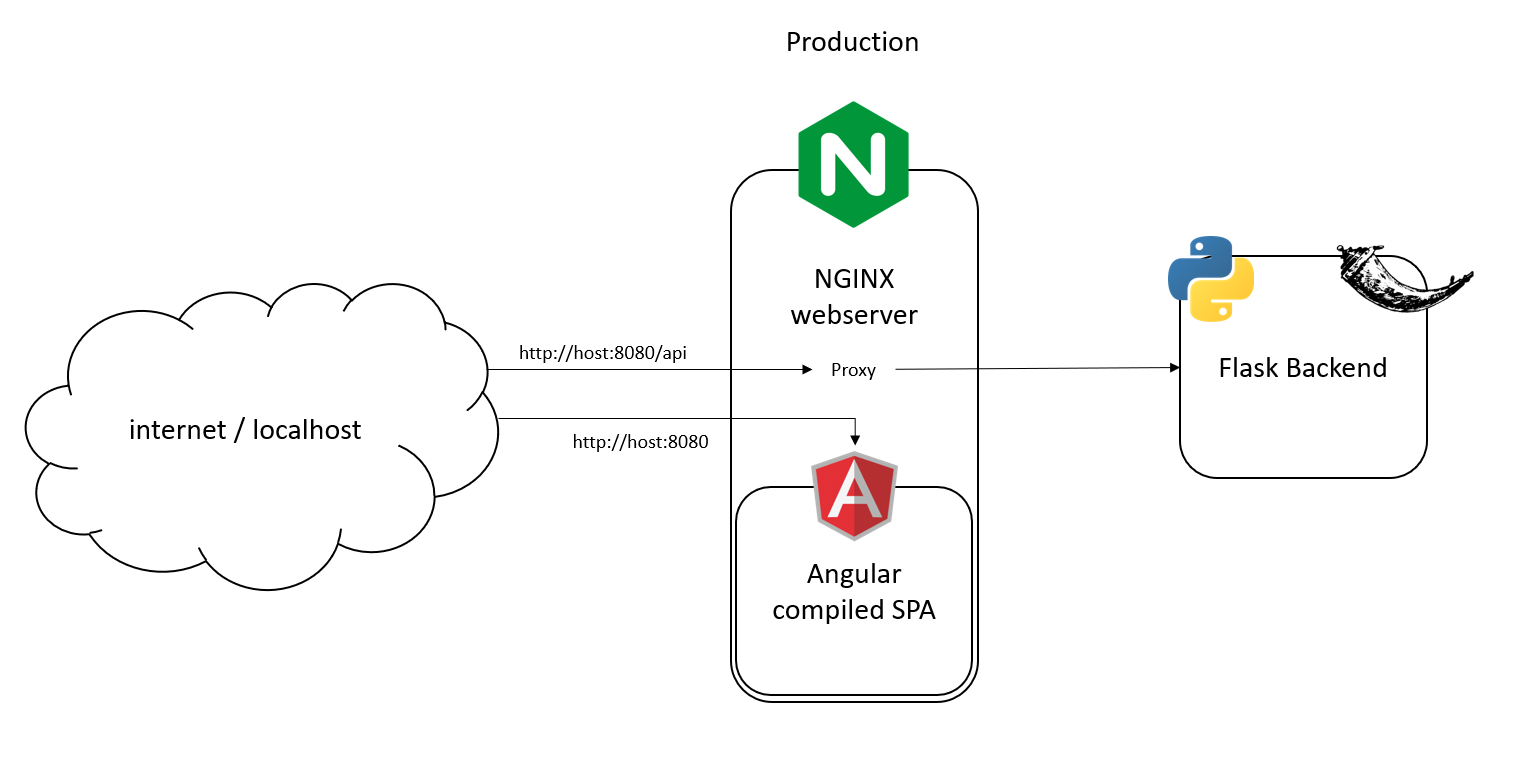 Production
N
NGINX
webserver
http://host:8080/api
Proxy
Flask Backend
internet / localhost
http://host:8080
A
Angular
compiled SPA